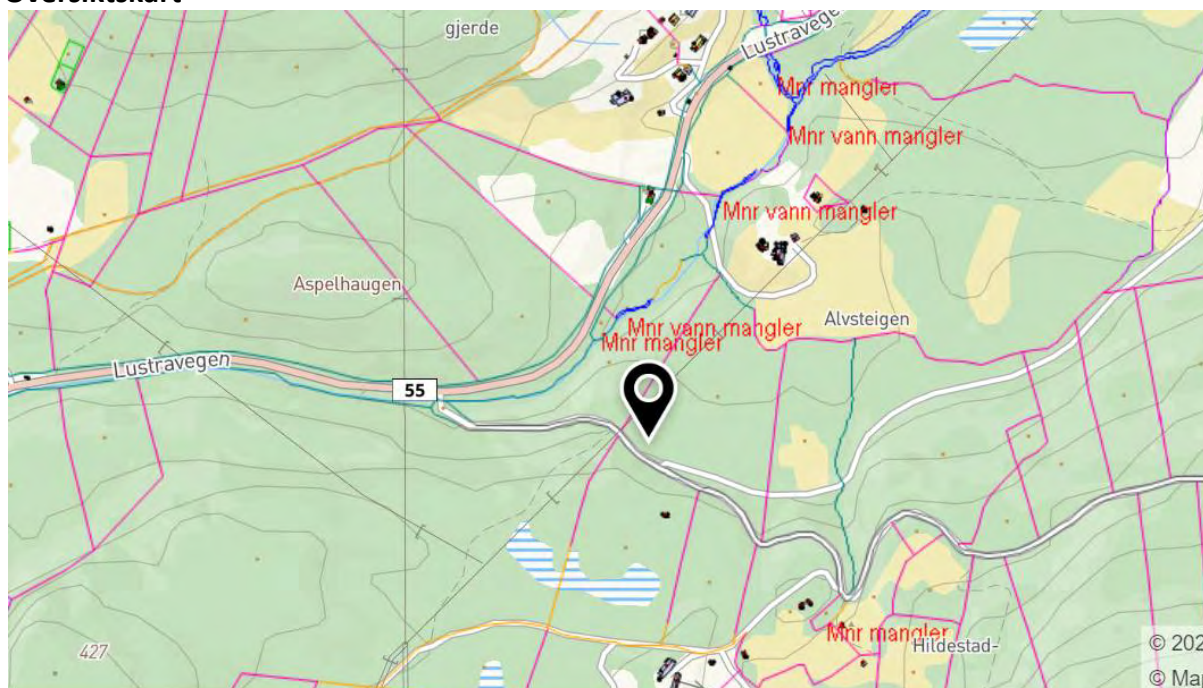 Oversiktskart
gjerde
Lustravege
Mnr mangler
Mnr vann mangler
Mnr vann mangler
Aspelhaugen
Alvsteigen
Mnr vann mangler
Mnr mangler
Lustravegen
55
Mnr mangler
Hildestad-
427
© 202
© Ma